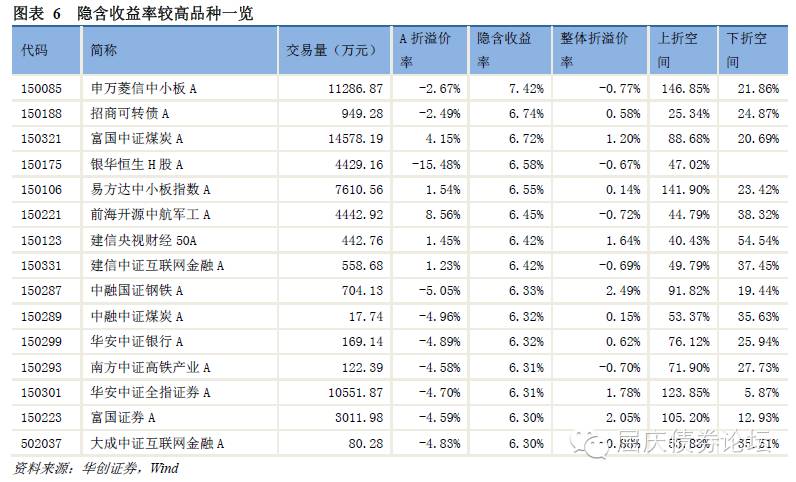 图表 6 隐含收益率较高品种一览
代码 简称 交易量（万元） A 折溢价率 隐含收益率 整体折溢价率 上折空间 下折空间
150085 申万菱信中小板 A 11286.87 -2.67% 7.42% -0.77% 146.85% 21.86%
150188 招商可转债 A 949.28 -2.49% 6.74% 0.58% 25.34% 24.87%
150321 富国中证煤炭 A 14578.19 4.15% 6.72% 1.20% 88.68% 20.69%
150175 银华恒生 H 股 A 4429.16 -15.48% 6.58% -0.67% 47.02%
150106 易方达中小板指数 A 7610.56 1.54% 6.55% 0.14% 141.90% 23.42%
150221 前海开源中航军工 A 4442.92 8.56% 6.45% -0.72% 44.79% 38.32%
150123 建信央视财经 50A 442.76 1.45% 6.42% 1.64% 40.43% 54.54%
150331 建信中证互联网金融 A 558.68 1.23% 6.42% -0.69% 49.79% 37.45%
150287 中融国证钢铁 A 704.13 -5.05% 6.33% 2.49% 91.82% 19.44%
150289 中融中证煤炭 A 17.74 -4.96% 6.32% 0.15% 53.37% 35.63%
150299 华安中证银行 A 169.14 -4.89% 6.32% 0.62% 76.12% 25.94%
150293 南方中证高铁产业 A 122.39 -4.58% 6.31% -0.70% 71.90% 27.73%
150301 华安中证全指证券 A 10551.87 -4.70% 6.31% 1.78% 123.85% 5.87%
150223 富国证券 A 3011.98 -4.59% 6.30% 2.05% 105.20% 12.93%
502037 大成中证互联网金融 A 80.28 -4.83% 6.30%
屈庆债券论坛
资料来源：华创证券，Wind